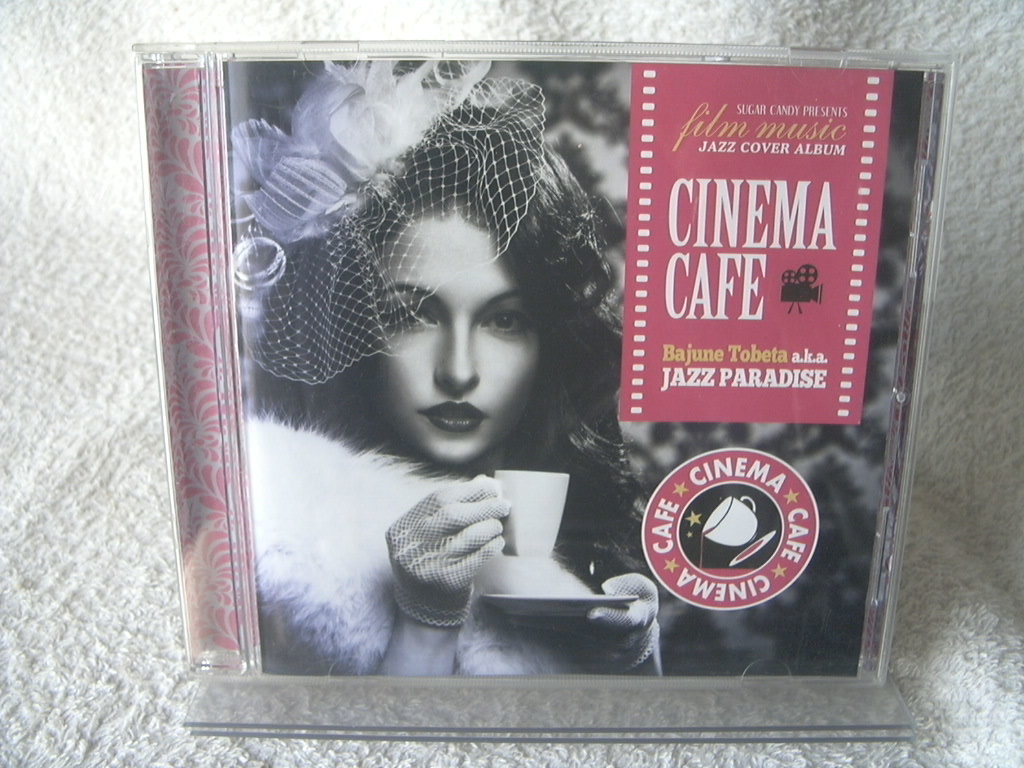 SUGAR CANDY PRESENTS
film music
JAZZ COVER ALBUM
CINEMA
CAFE
Bajune Tobeta a.k.a.
JAZZ PARADISE
CINEMA CAFE CINEMA CAFE